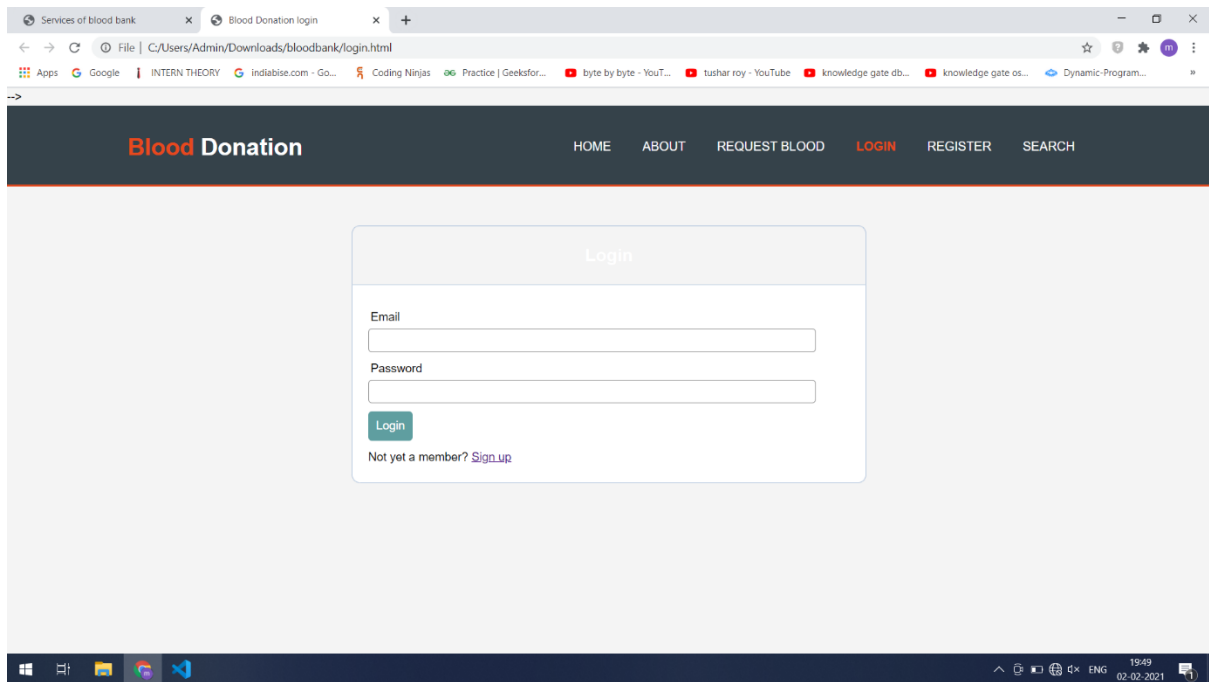 Services of blood bank Blood Donation login
File | C:/Users/Admin/Downloads/bloodbank/login.html m
Apps Google INTERN THEORY indiabise.com - Go... Coding Ninjas Practice | Geeksfor... byte by byte - YouT... tushar roy - YouTube knowledge gate db... knowledge gate os... Dynamic-Program... »
-->
Blood Donation HOME ABOUT REQUEST BLOOD LOGIN REGISTER SEARCH
Login
Email
Password
Login
Not yet a member? Sign up
ENG 19:49
02-02-2021 1